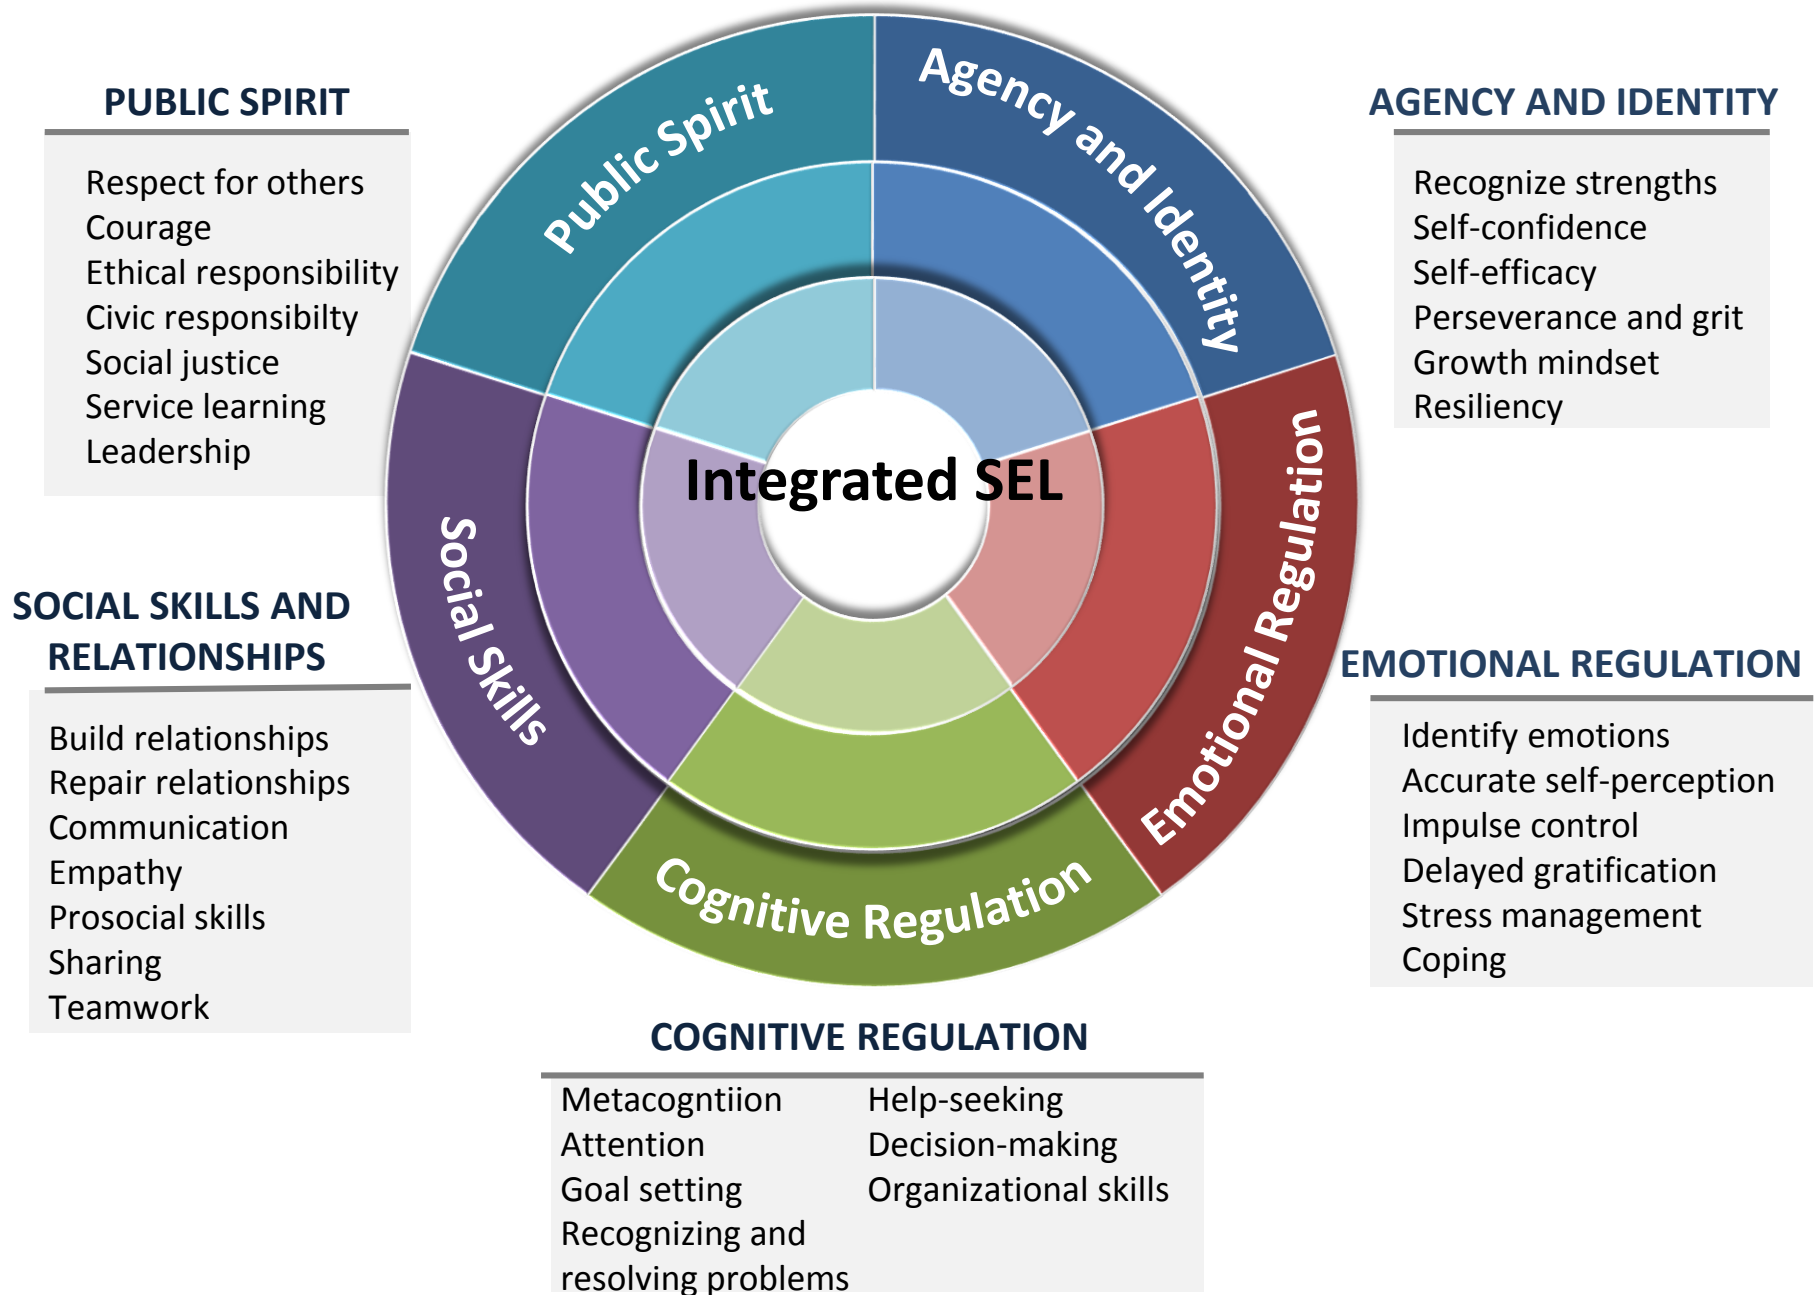 PUBLIC SPIRIT
Respect for others
Courage
Ethical responsibility
Civic responsibilty
Social justice
Service learning
Leadership
Public Spirit
Agency and Identity
AGENCY AND IDENTITY
Recognize strengths
Self-confidence
Self-efficacy
Perseverance and grit
Growth mindset
Resiliency
Integrated SEL
Social Skills
Emotional Regulation
Cognitive Regulation
SOCIAL SKILLS AND
RELATIONSHIPS
Build relationships
Repair relationships
Communication
Empathy
Prosocial skills
Sharing
Teamwork
EMOTIONAL REGULATION
Identify emotions
Accurate self-perception
Impulse control
Delayed gratification
Stress management
Coping
COGNITIVE REGULATION
Metacogntiion
Attention
Goal setting
Recognizing and
resolving problems
Help-seeking
Decision-making
Organizational skills